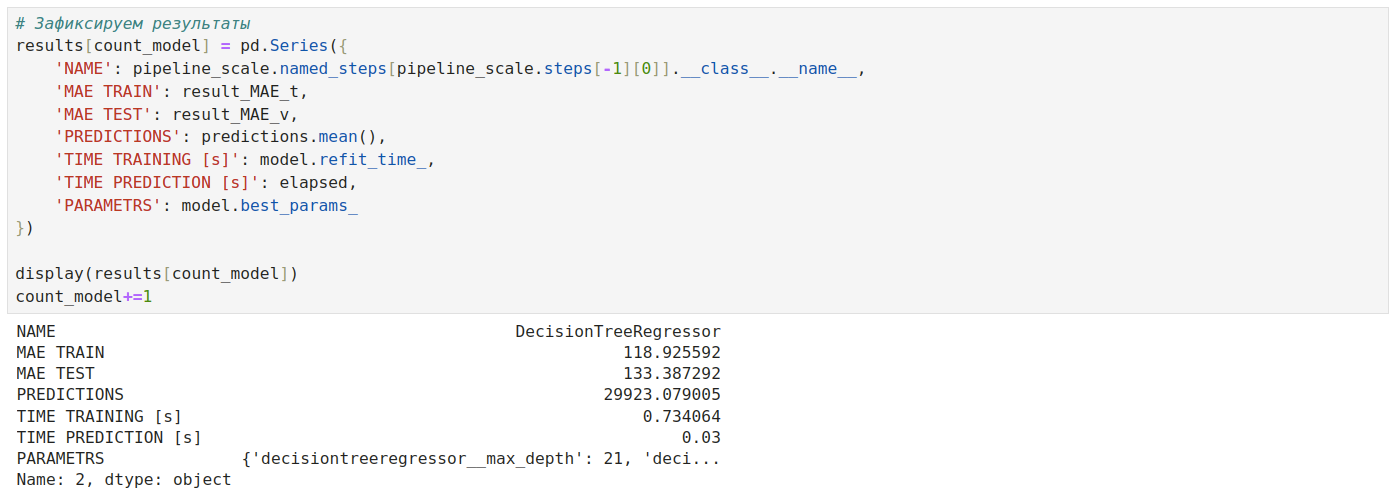 # Зафиксируем результаты
results[count_model] = pd.Series({
    'NAME': pipeline_scale.named_steps[pipeline_scale.steps[-1][0]].__class__.__name__,
    'MAE TRAIN': result_MAE_t,
    'MAE TEST': result_MAE_v,
    'PREDICTIONS': predictions.mean(),
    'TIME TRAINING [s]': model.refit_time_,
    'TIME PREDICTION [s]': elapsed,
    'PARAMETRS': model.best_params_
})
display(results[count_model])
count_model+=1
NAME DecisionTreeRegressor
MAE TRAIN 118.925592
MAE TEST 133.387292
PREDICTIONS 29923.079005
TIME TRAINING [s] 0.734064
TIME PREDICTION [s] 0.03
PARAMETRS {'decisiontreeregressor__max_depth': 21, 'deci...
Name: 2, dtype: object